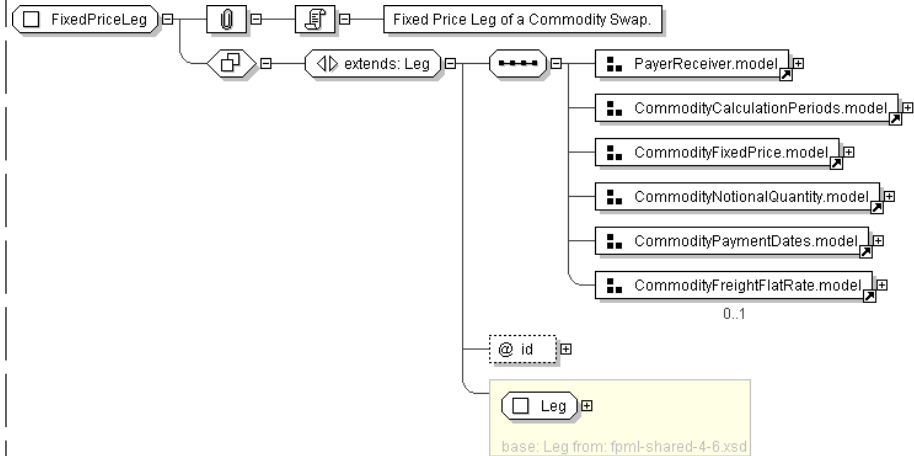 FixedPriceLeg
Fixed Price Leg of a Commodity Swap.
extends: Leg
PayerReceiver.model
CommodityCalculationPeriods.model
CommodityFixedPrice.model
CommodityNotionalQuantity.model
CommodityPaymentDates.model
CommodityFreightFlatRate.model
0..1
@ id
Leg
base: Leg from: fpml-shared-4-6.xsd